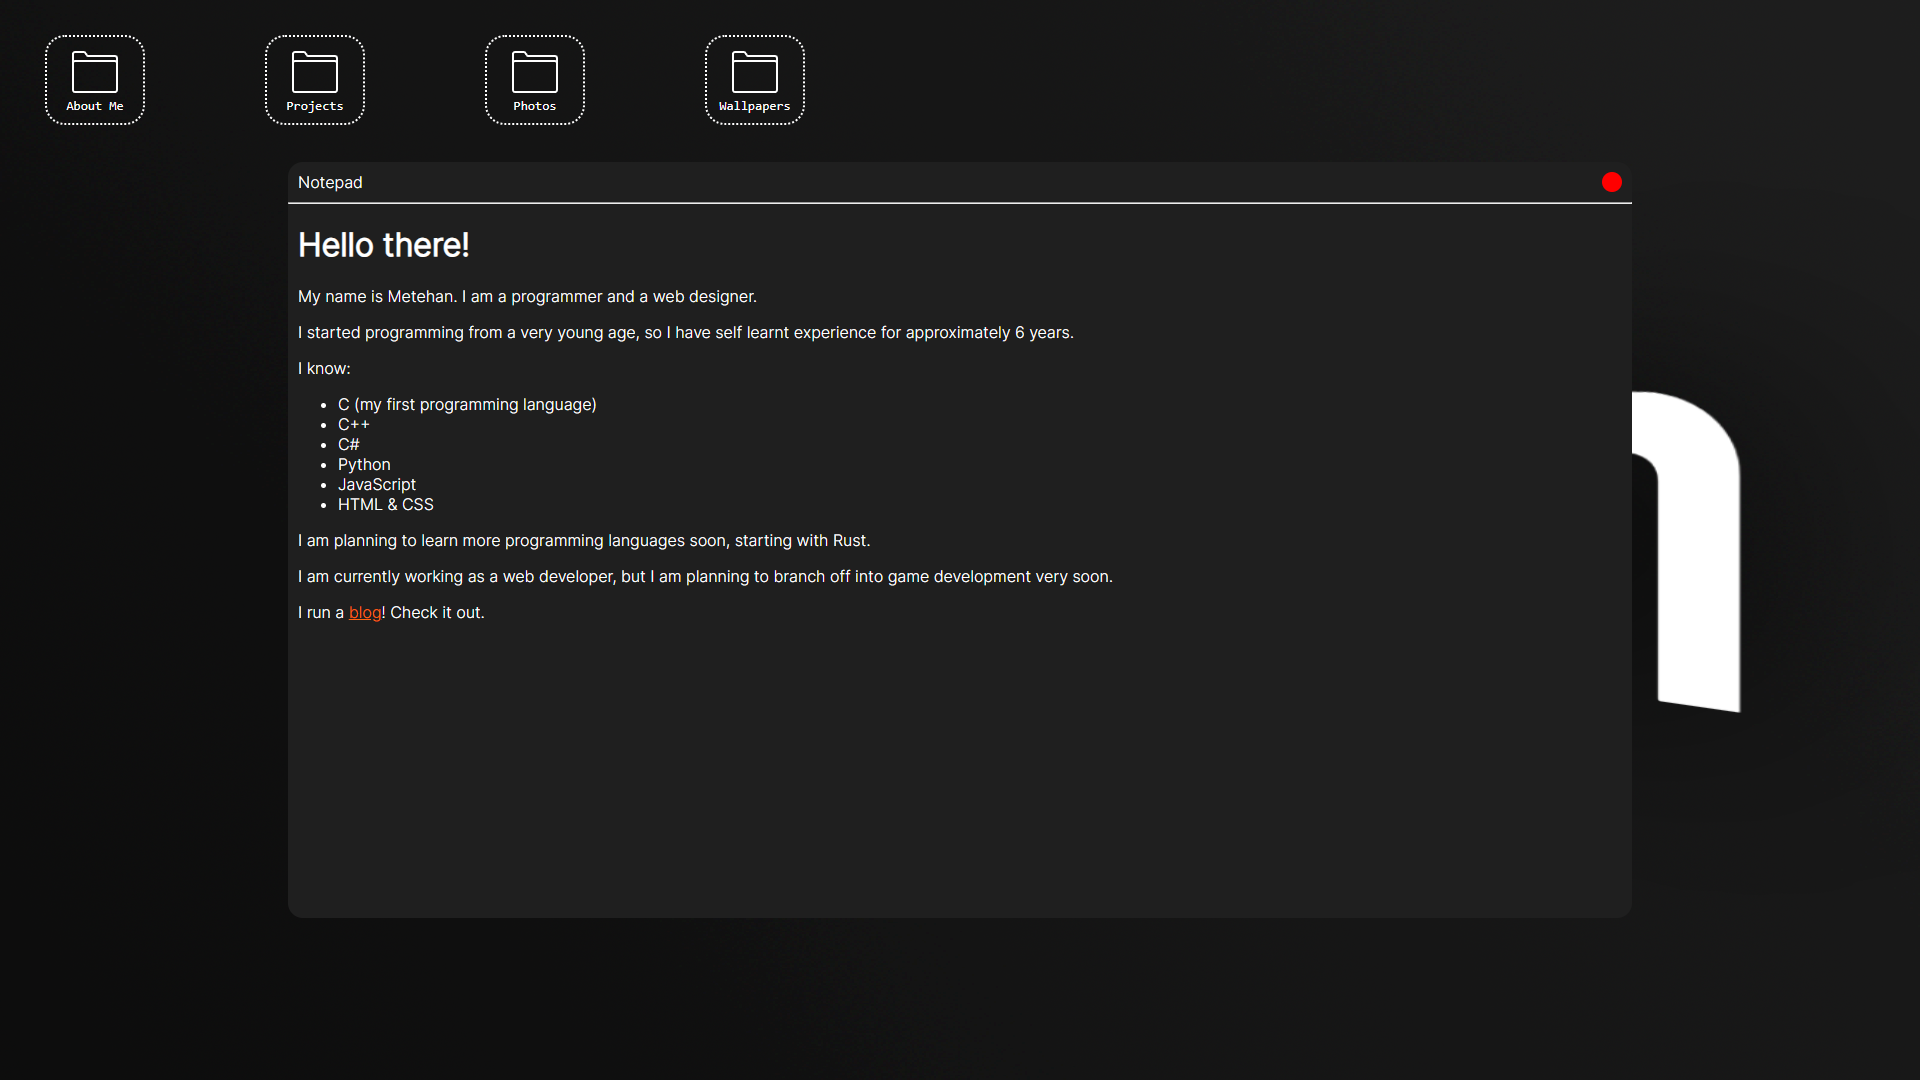 About Me
Projects
Photos
Wallpapers
Notepad
Hello there!
My name is Metehan. I am a programmer and a web designer.
I started programming from a very young age, so I have self learnt experience for approximately 6 years.
I know:
• C (my first programming language)
• C++
• C#
• Python
• JavaScript
• HTML & CSS
I am planning to learn more programming languages soon, starting with Rust.
I am currently working as a web developer, but I am planning to branch off into game development very soon.
I run a blog! Check it out.